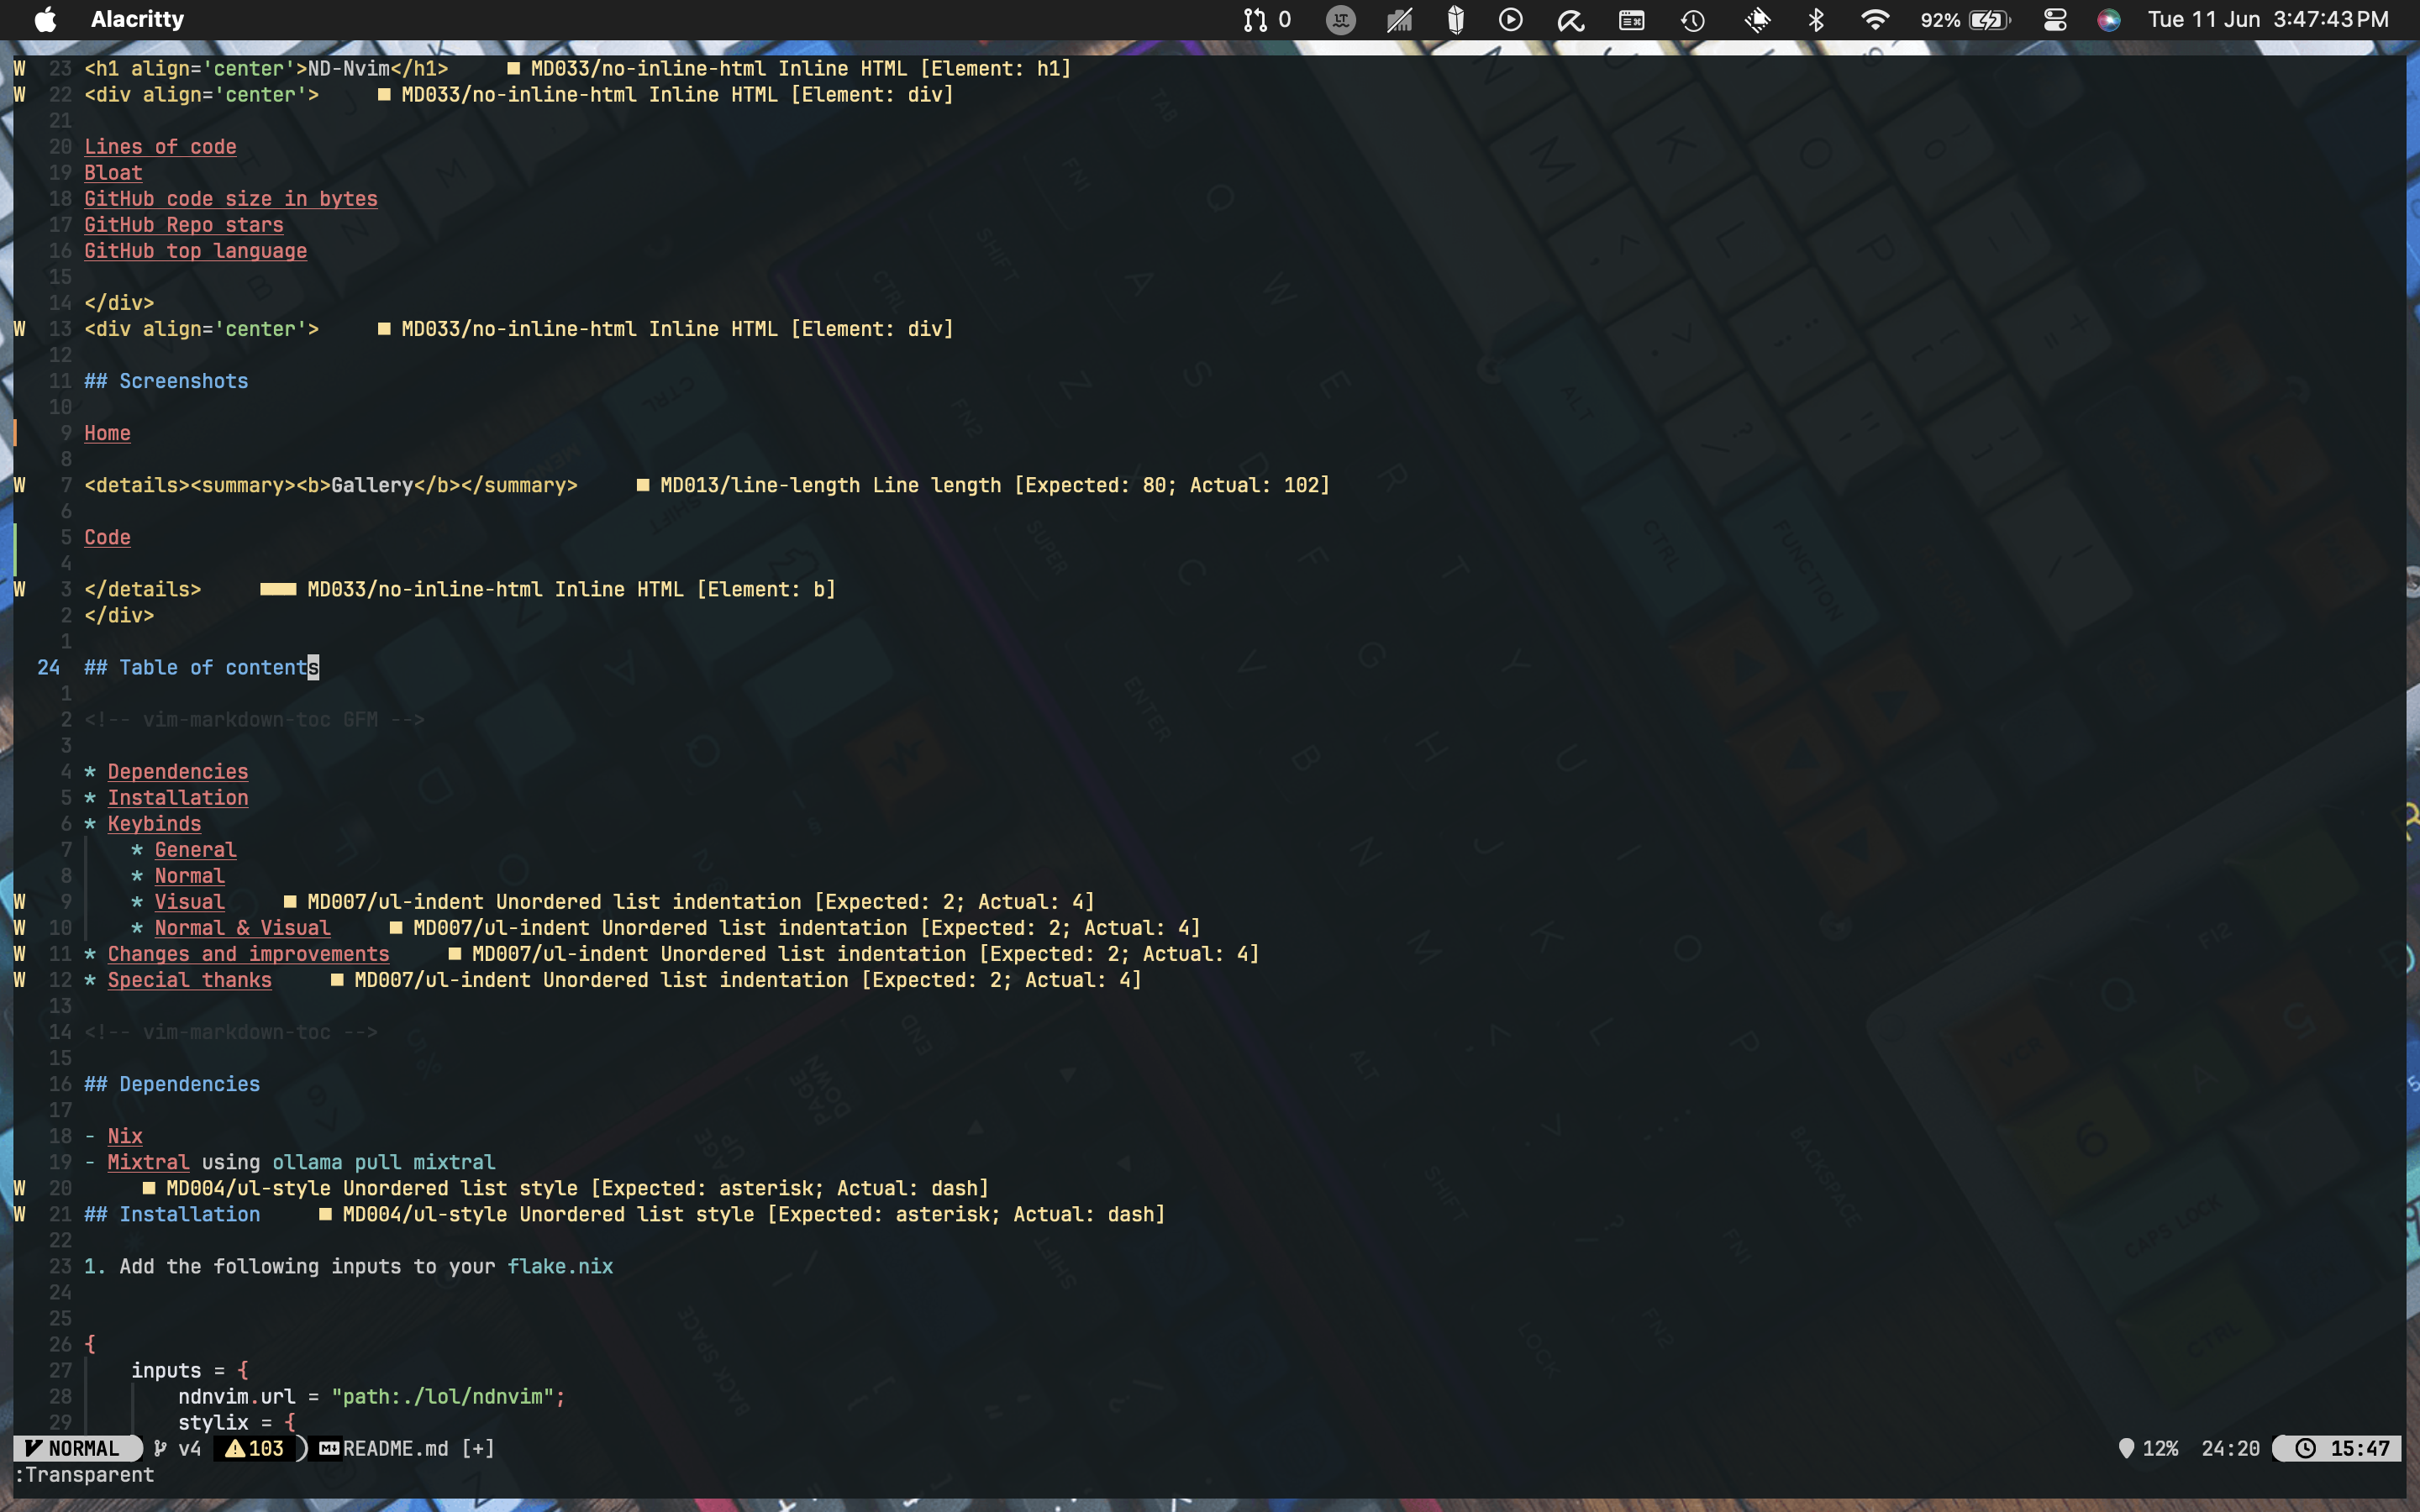 Alacritty 0 92% Tue 11 Jun 3:47:43 PM
W 23 <h1 align='center'>ND-Nvim</h1> ■ MD033/no-inline-html Inline HTML [Element: h1]
W 22 <div align='center'> ■ MD033/no-inline-html Inline HTML [Element: div]
21
20 Lines of code
19 Bloat
18 GitHub code size in bytes
17 GitHub Repo stars
16 GitHub top language
15
14 </div>
W 13 <div align='center'> ■ MD033/no-inline-html Inline HTML [Element: div]
12
11 ## Screenshots
10
9 Home
8
W 7 <details><summary><b>Gallery</b></summary> ■ MD013/line-length Line length [Expected: 80; Actual: 102]
6
5 Code
4
W 3 </details> ■■■ MD033/no-inline-html Inline HTML [Element: b]
2 </div>
1
24 ## Table of contents
1
2 <!-- vim-markdown-toc GFM -->
3
4 * Dependencies
5 * Installation
6 * Keybinds
7 * General
8 * Normal
W 9 * Visual ■ MD007/ul-indent Unordered list indentation [Expected: 2; Actual: 4]
W 10 * Normal & Visual ■ MD007/ul-indent Unordered list indentation [Expected: 2; Actual: 4]
W 11 * Changes and improvements ■ MD007/ul-indent Unordered list indentation [Expected: 2; Actual: 4]
W 12 * Special thanks ■ MD007/ul-indent Unordered list indentation [Expected: 2; Actual: 4]
13
14 <!-- vim-markdown-toc -->
15
16 ## Dependencies
17
18 - Nix
19 - Mixtral using ollama pull mixtral
W 20 ■ MD004/ul-style Unordered list style [Expected: asterisk; Actual: dash]
W 21 ## Installation ■ MD004/ul-style Unordered list style [Expected: asterisk; Actual: dash]
22
23 1. Add the following inputs to your flake.nix
24
25
26 {
27 inputs = {
28 ndnvim.url = "path:./lol/ndnvim";
29 stylix = {
NORMAL v4 103 README.md [+] 12% 24:20 15:47
:Transparent